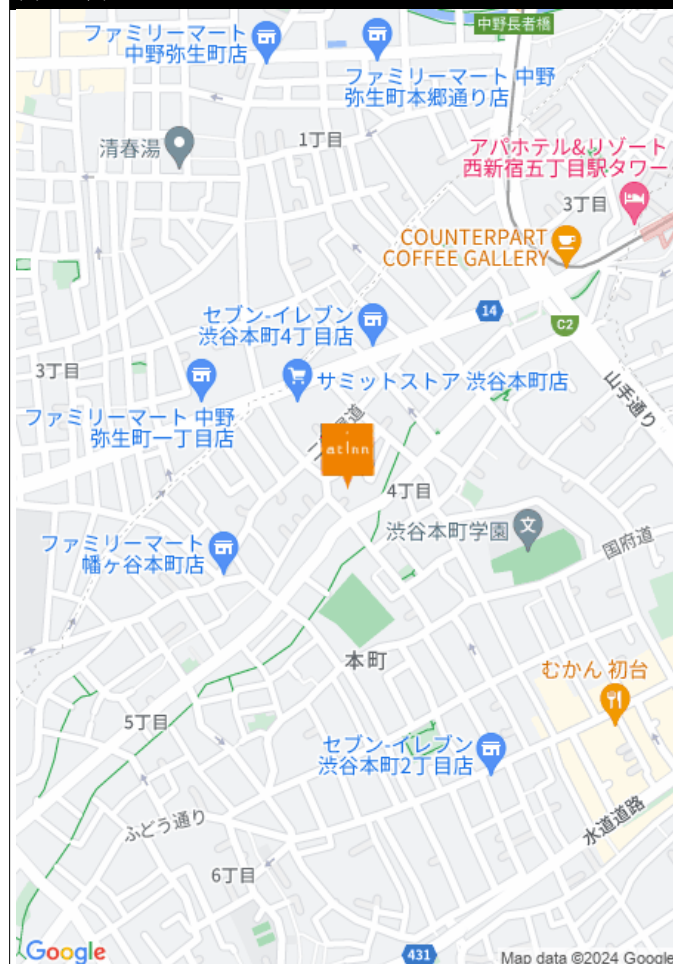 中野長者橋
ファミリーマート
中野弥生町店
ファミリーマート 中野
弥生町本郷通り店
清春湯
1丁目
アパホテル&リゾート
西新宿五丁目駅タワー
3丁目
COUNTERPART
COFFEE GALLERY
セブン-イレブン
渋谷本町4丁目店
14
C2
3丁目
サミットストア 渋谷本町店
山手通り
ファミリーマート 中野
弥生町一丁目店
atinn
4丁目
渋谷本町学園
文
国府道
ファミリーマート
幡ヶ谷本町店
本町
むかん 初台
5丁目
セブン-イレブン
渋谷本町2丁目店
ふどう通り
水道道路
6丁目
Google
431
Map data ©2024 Google